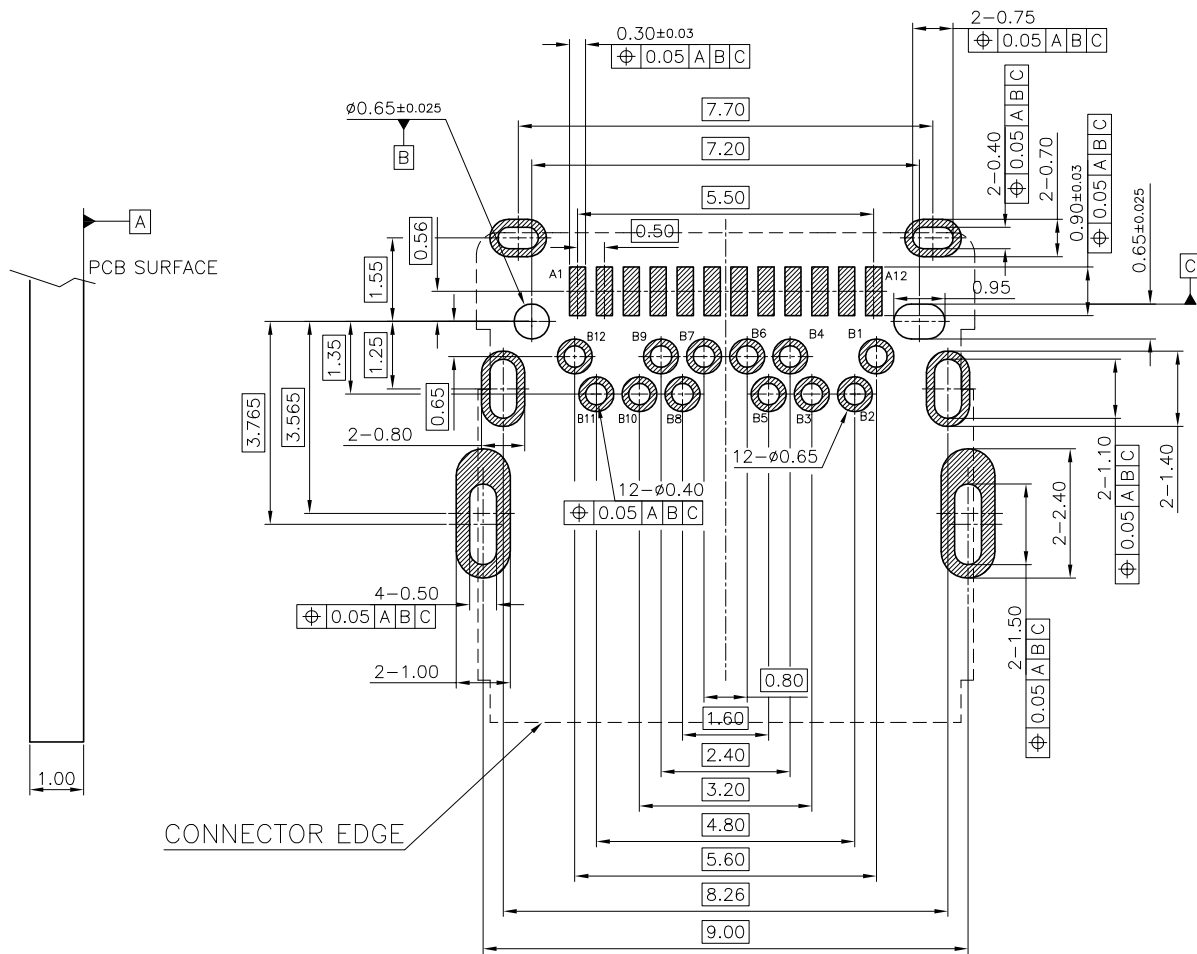 2-0.75
⌖ 0.05 A B C
0.30±0.03
⌖ 0.05 A B C
ø0.65±0.025
B
7.70
7.20
5.50
0.50
2-0.40
⌖ 0.05 A B C
2-0.70
0.90±0.03
⌖ 0.05 A B C
0.65±0.025
C
A
PCB SURFACE
0.56
1.55
A1
A12
0.95
B12
B9
B7
B6
B4
B1
1.35
1.25
0.65
3.765
3.565
B11
B10
B8
B5
B3
B2
2-0.80
12-ø0.65
12-ø0.40
⌖ 0.05 A B C
2-1.10
⌖ 0.05 A B C
2-1.40
2-2.40
4-0.50
⌖ 0.05 A B C
2-1.50
⌖ 0.05 A B C
2-1.00
0.80
1.60
2.40
3.20
4.80
5.60
8.26
9.00
1.00
CONNECTOR EDGE